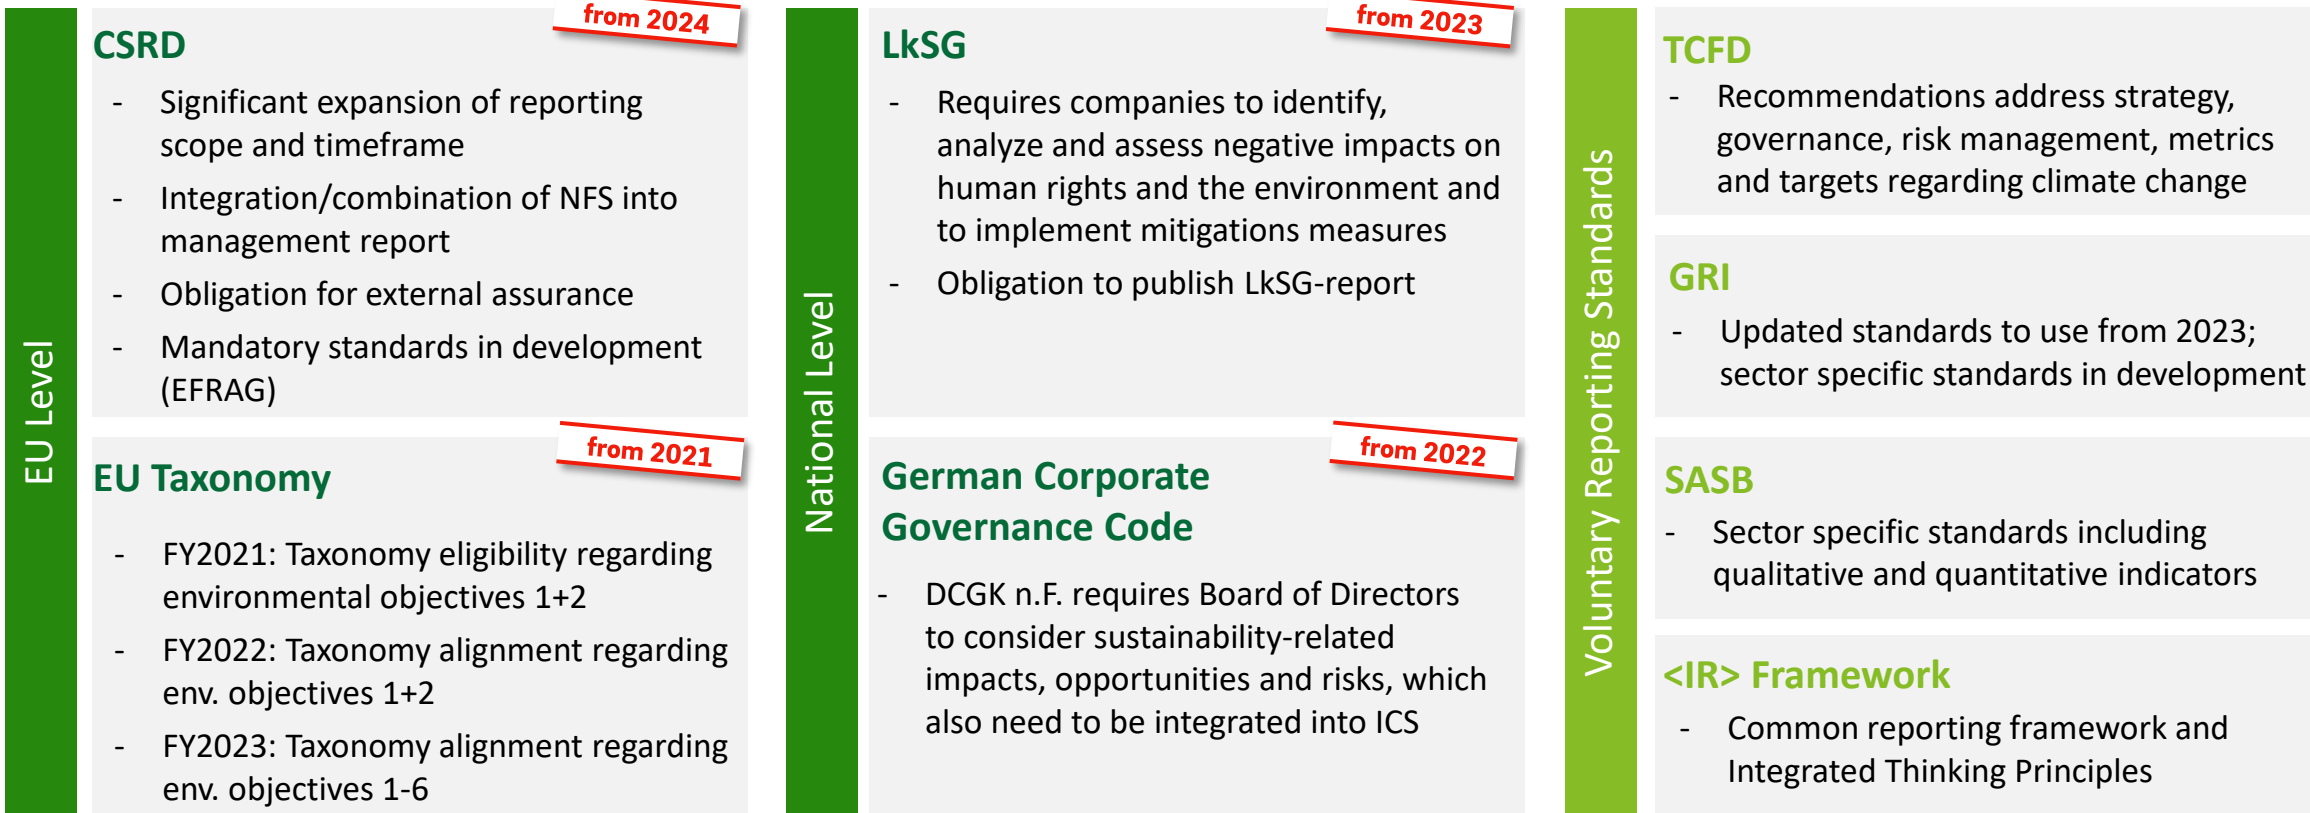 EU Level
from 2024
CSRD
- Significant expansion of reporting
scope and timeframe
- Integration/combination of NFS into
management report
- Obligation for external assurance
- Mandatory standards in development
(EFRAG)
from 2021
EU Taxonomy
- FY2021: Taxonomy eligibility regarding
environmental objectives 1+2
- FY2022: Taxonomy alignment regarding
env. objectives 1+2
- FY2023: Taxonomy alignment regarding
env. objectives 1-6
National Level
from 2023
LkSG
- Requires companies to identify,
analyze and assess negative impacts on
human rights and the environment and
to implement mitigations measures
- Obligation to publish LkSG-report
from 2022
German Corporate
Governance Code
- DCGK n.F. requires Board of Directors
to consider sustainability-related
impacts, opportunities and risks, which
also need to be integrated into ICS
Voluntary Reporting Standards
TCFD
- Recommendations address strategy,
governance, risk management, metrics
and targets regarding climate change
GRI
- Updated standards to use from 2023;
sector specific standards in development
SASB
- Sector specific standards including
qualitative and quantitative indicators
<IR> Framework
- Common reporting framework and
Integrated Thinking Principles